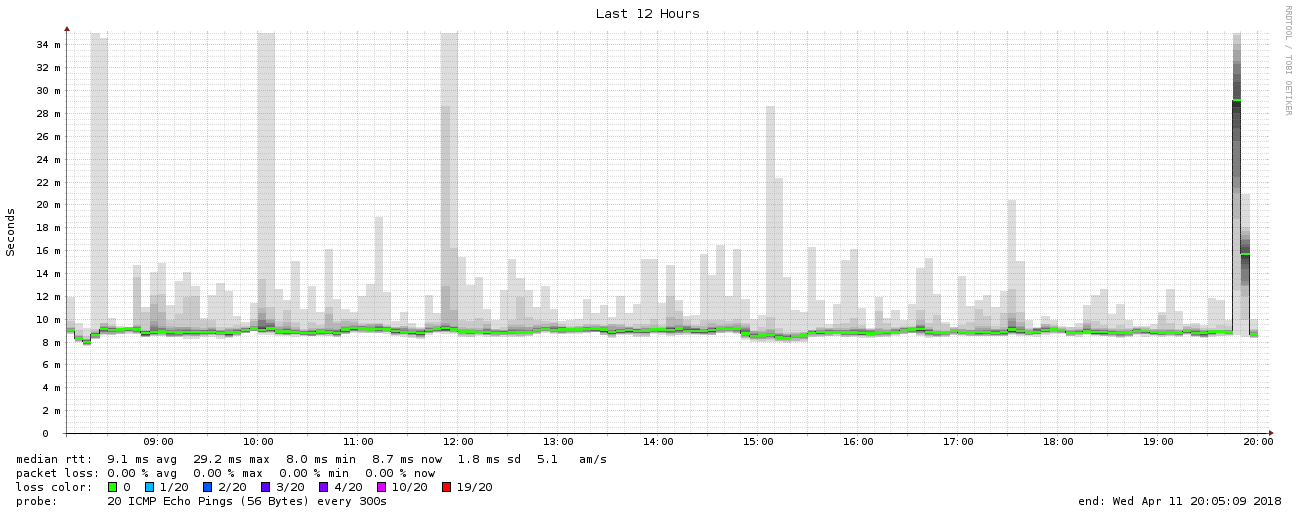 Last 12 Hours
RRDTOOL / TOBI OETIKER
Seconds
34 m
32 m
30 m
28 m
26 m
24 m
22 m
20 m
18 m
16 m
14 m
12 m
10 m
8 m
6 m
4 m
2 m
0
09:00 10:00 11:00 12:00 13:00 14:00 15:00 16:00 17:00 18:00 19:00 20:00
median rtt: 9.1 ms avg 29.2 ms max 8.0 ms min 8.7 ms now 1.8 ms sd 5.1 am/s
packet loss: 0.00 % avg 0.00 % max 0.00 % min 0.00 % now
loss color: 0 1/20 2/20 3/20 4/20 10/20 19/20
probe: 20 ICMP Echo Pings (56 Bytes) every 300s end: Wed Apr 11 20:05:09 2018